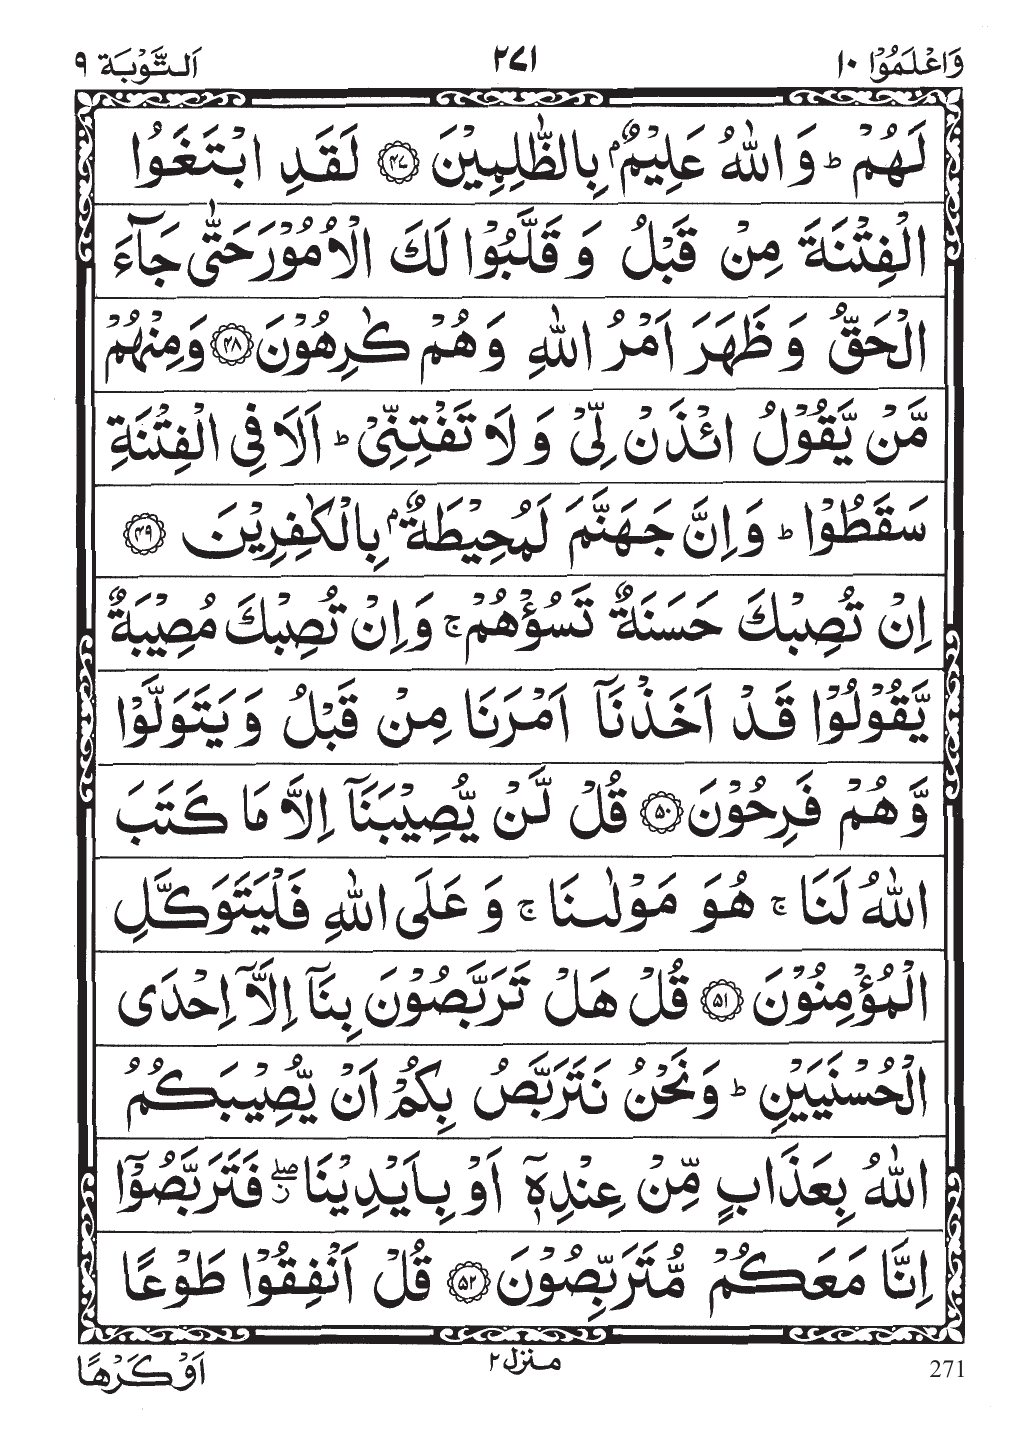 وَاعْلَمُوْا ١٠ ٢٧١ اَلتَّوْبَة ٩
لَهُمْ ؕ وَاللّٰهُ عَلِيْمٌۢ بِالظّٰلِمِيْنَ ﴿۴۷﴾ لَقَدِ ابْتَغَوُا
الْفِتْنَةَ مِنْ قَبْلُ وَ قَلَّبُوْا لَكَ الْاُمُوْرَ حَتّٰى جَآءَ
الْحَقُّ وَ ظَهَرَ اَمْرُ اللّٰهِ وَ هُمْ كٰرِهُوْنَ ﴿۴۸﴾ وَ مِنْهُمْ
مَّنْ يَّقُوْلُ ائْذَنْ لِّيْ وَ لَا تَفْتِنِّيْ ؕ اَلَا فِي الْفِتْنَةِ
سَقَطُوْا ؕ وَ اِنَّ جَهَنَّمَ لَمُحِيْطَةٌۢ بِالْكٰفِرِيْنَ ﴿۴۹﴾
اِنْ تُصِبْكَ حَسَنَةٌ تَسُؤْهُمْ ۚ وَ اِنْ تُصِبْكَ مُصِيْبَةٌ
يَّقُوْلُوْا قَدْ اَخَذْنَاۤ اَمْرَنَا مِنْ قَبْلُ وَ يَتَوَلَّوْا
وَّ هُمْ فَرِحُوْنَ ﴿۵۰﴾ قُلْ لَّنْ يُّصِيْبَنَاۤ اِلَّا مَا كَتَبَ
اللّٰهُ لَنَا ۚ هُوَ مَوْلٰىنَا ۚ وَ عَلَى اللّٰهِ فَلْيَتَوَكَّلِ
الْمُؤْمِنُوْنَ ﴿۵۱﴾ قُلْ هَلْ تَرَبَّصُوْنَ بِنَاۤ اِلَّاۤ اِحْدَى
الْحُسْنَيَيْنِ ؕ وَ نَحْنُ نَتَرَبَّصُ بِكُمْ اَنْ يُّصِيْبَكُمُ
اللّٰهُ بِعَذَابٍ مِّنْ عِنْدِهٖۤ اَوْ بِاَيْدِيْنَا ۖ٘ فَتَرَبَّصُوْۤا
اِنَّا مَعَكُمْ مُّتَرَبِّصُوْنَ ﴿۵۲﴾ قُلْ اَنْفِقُوْا طَوْعًا
اَوْ كَرْهًا
منزل ٢
271